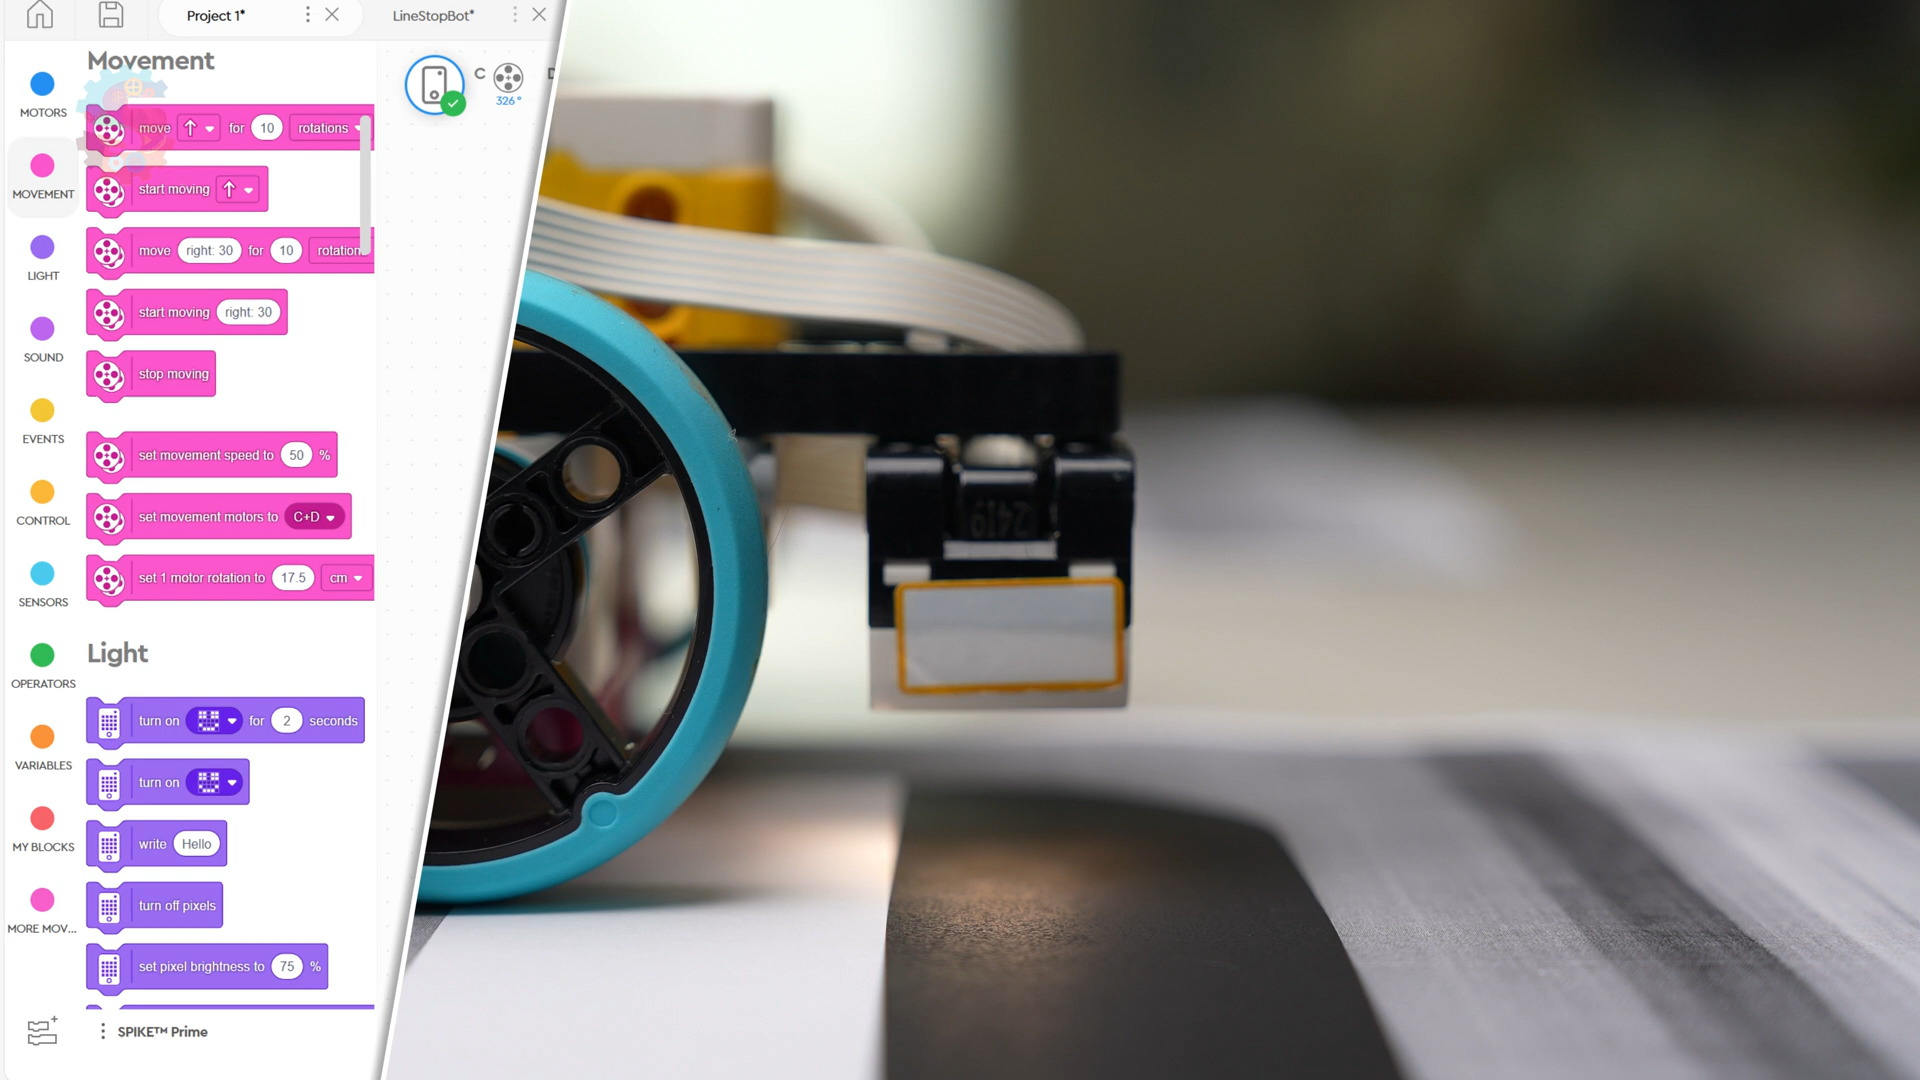 Project 1*
LineStopBot*
Movement
C
326°
MOTORS
move for 10 rotations
MOVEMENT
start moving
move right: 30 for 10 rotation
LIGHT
start moving right: 30
SOUND
stop moving
EVENTS
set movement speed to 50 %
CONTROL
set movement motors to C+D
SENSORS
set 1 motor rotation to 17.5 cm
Light
OPERATORS
turn on for 2 seconds
VARIABLES
turn on
MY BLOCKS
write Hello
MORE MOV...
turn off pixels
set pixel brightness to 75 %
SPIKE™ Prime
2419